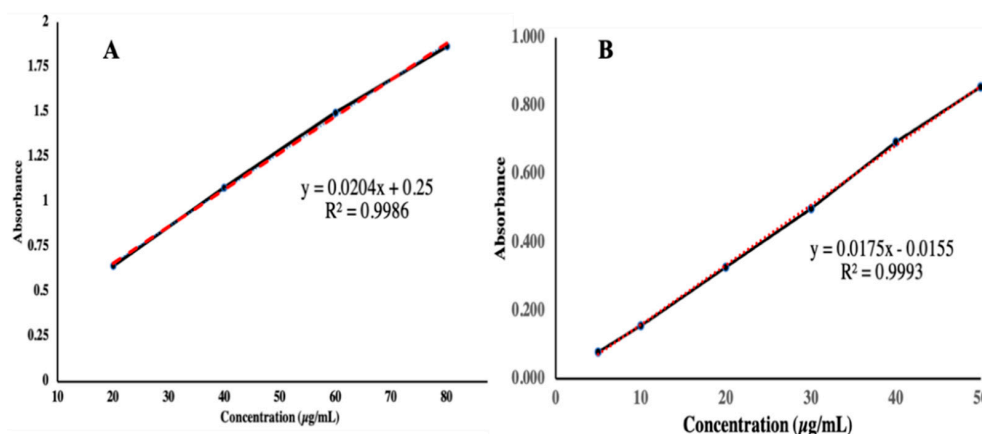 A
2
1.75
1.5
1.25
1
0.75
0.5
0.25
0
Absorbance
y = 0.0204x + 0.25
R² = 0.9986
10 20 30 40 50 60 70 80
Concentration (µg/mL)
B
1.000
0.800
0.600
0.400
0.200
0.000
Absorbance
y = 0.0175x - 0.0155
R² = 0.9993
0 10 20 30 40 50
Concentration (µg/mL)